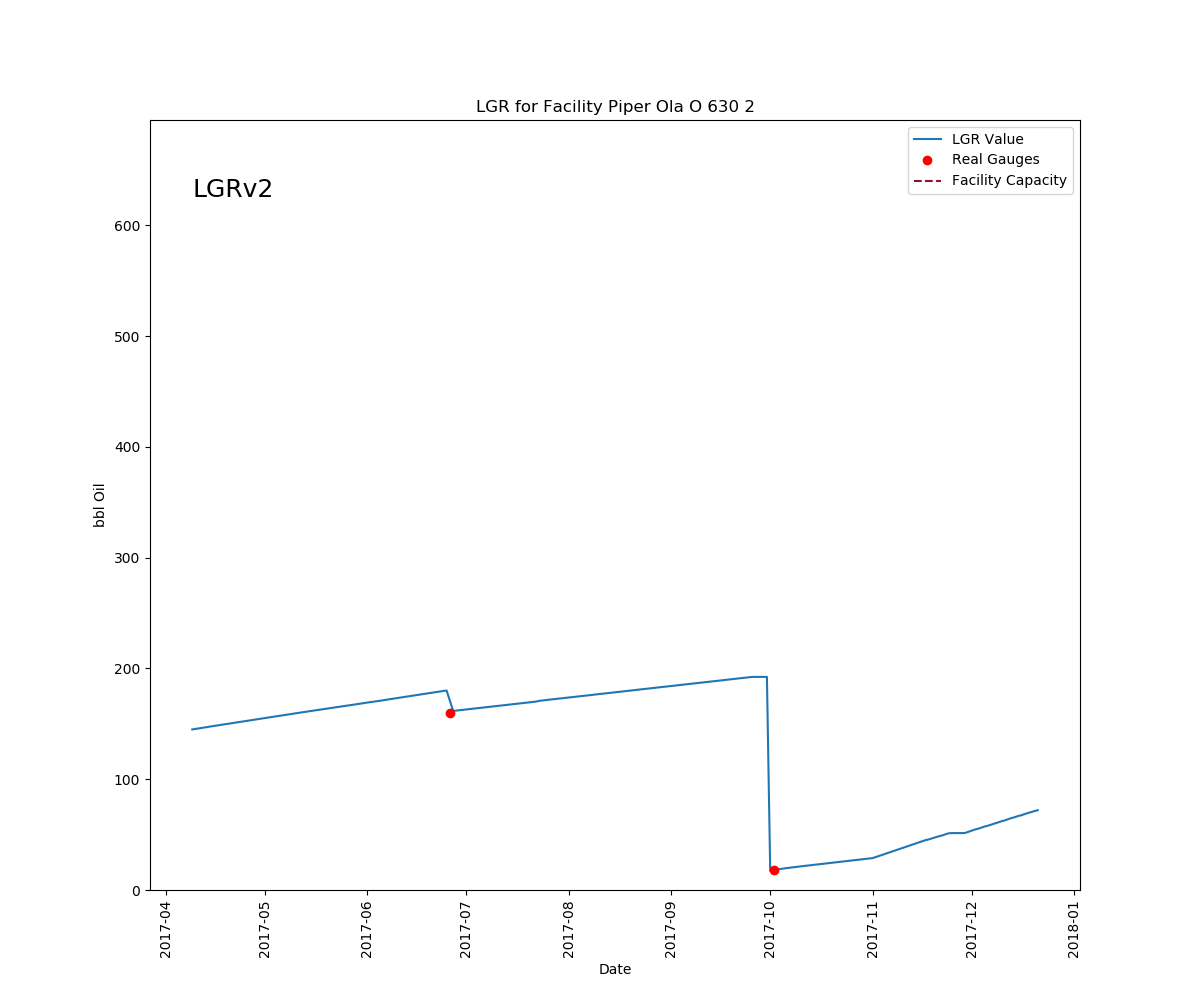 LGR for Facility Piper Ola O 630 2
LGR Value
Real Gauges
Facility Capacity
LGRv2
600
500
400
300
200
100
0
bbl Oil
2017-04
2017-05
2017-06
2017-07
2017-08
2017-09
2017-10
2017-11
2017-12
2018-01
Date